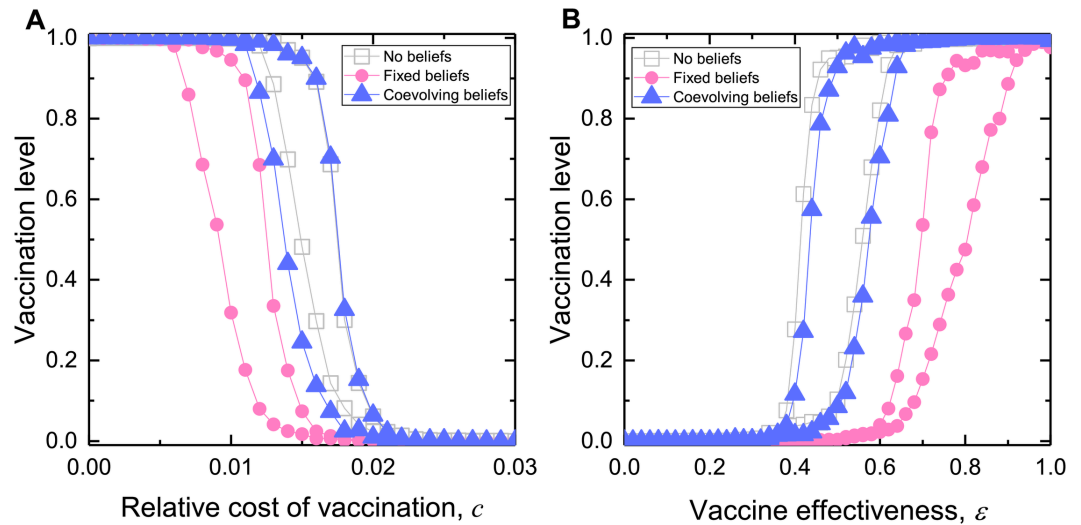 A
Vaccination level
1.0
0.8
0.6
0.4
0.2
0.0
No beliefs
Fixed beliefs
Coevolving beliefs
0.00
0.01
0.02
0.03
Relative cost of vaccination, c
B
Vaccination level
1.0
0.8
0.6
0.4
0.2
0.0
No beliefs
Fixed beliefs
Coevolving beliefs
0.0
0.2
0.4
0.6
0.8
1.0
Vaccine effectiveness, ε